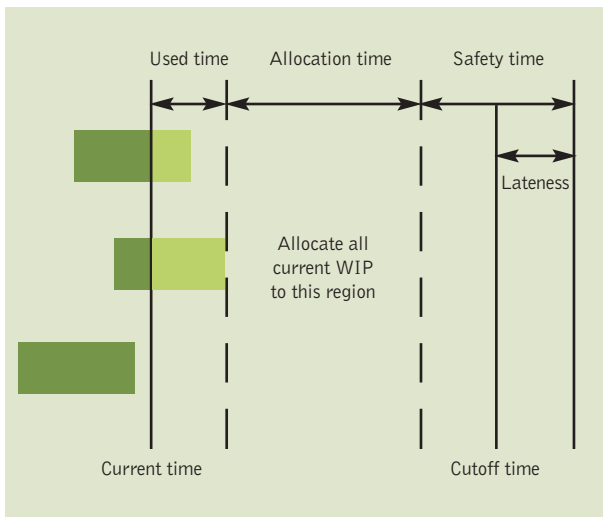 Used time
Allocation time
Safety time
Lateness
Allocate all
current WIP
to this region
Current time
Cutoff time